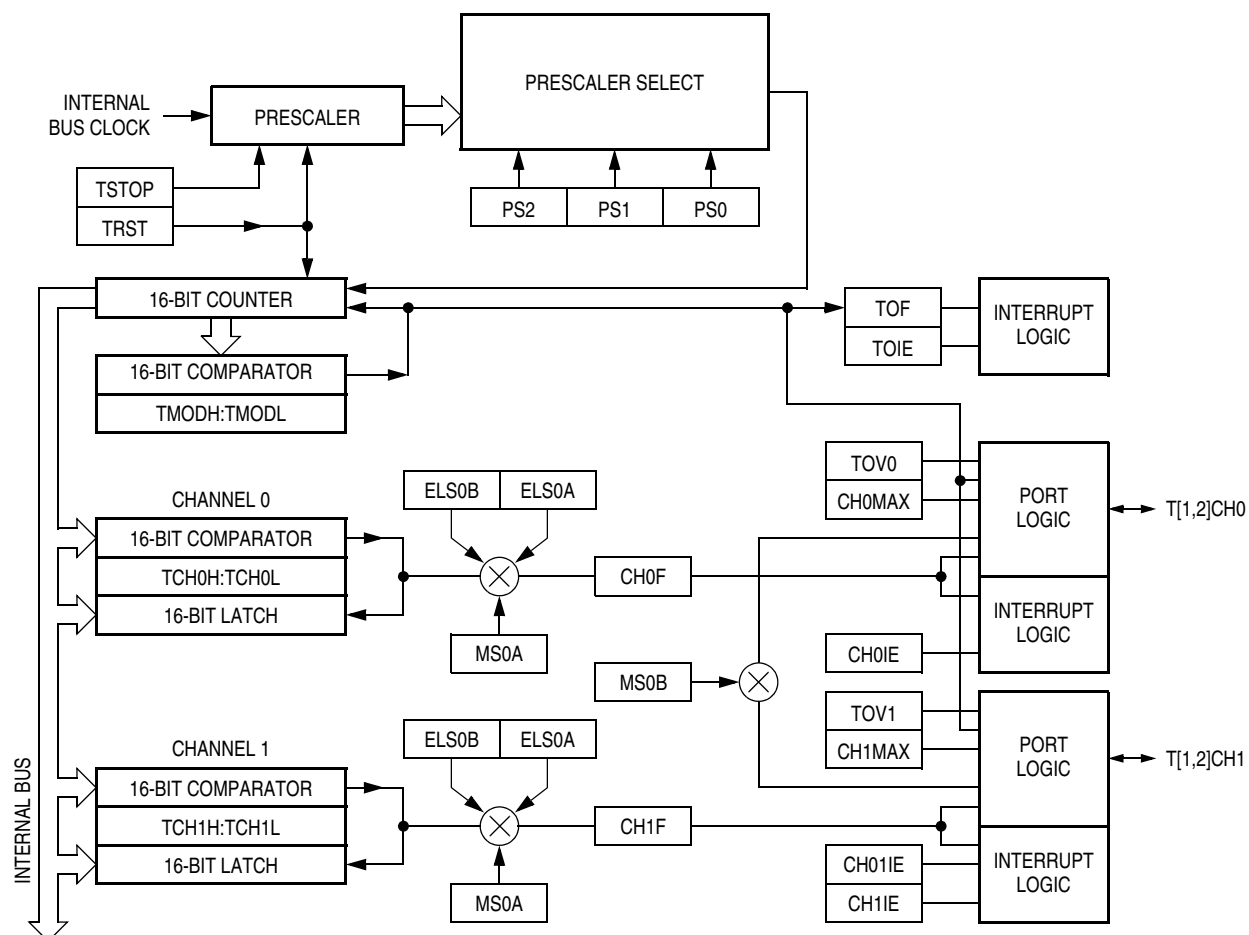 PRESCALER SELECT
INTERNAL
BUS CLOCK
PRESCALER
TSTOP
TRST
PS2
PS1
PS0
16-BIT COUNTER
16-BIT COMPARATOR
TMODH:TMODL
TOF
TOIE
INTERRUPT
LOGIC
CHANNEL 0
16-BIT COMPARATOR
TCH0H:TCH0L
16-BIT LATCH
ELS0B
ELS0A
MS0A
CH0F
TOV0
CH0MAX
PORT
LOGIC
T[1,2]CH0
INTERRUPT
LOGIC
CH0IE
MS0B
CHANNEL 1
16-BIT COMPARATOR
TCH1H:TCH1L
16-BIT LATCH
ELS0B
ELS0A
MS0A
CH1F
TOV1
CH1MAX
PORT
LOGIC
T[1,2]CH1
CH01IE
CH1IE
INTERRUPT
LOGIC
INTERNAL BUS